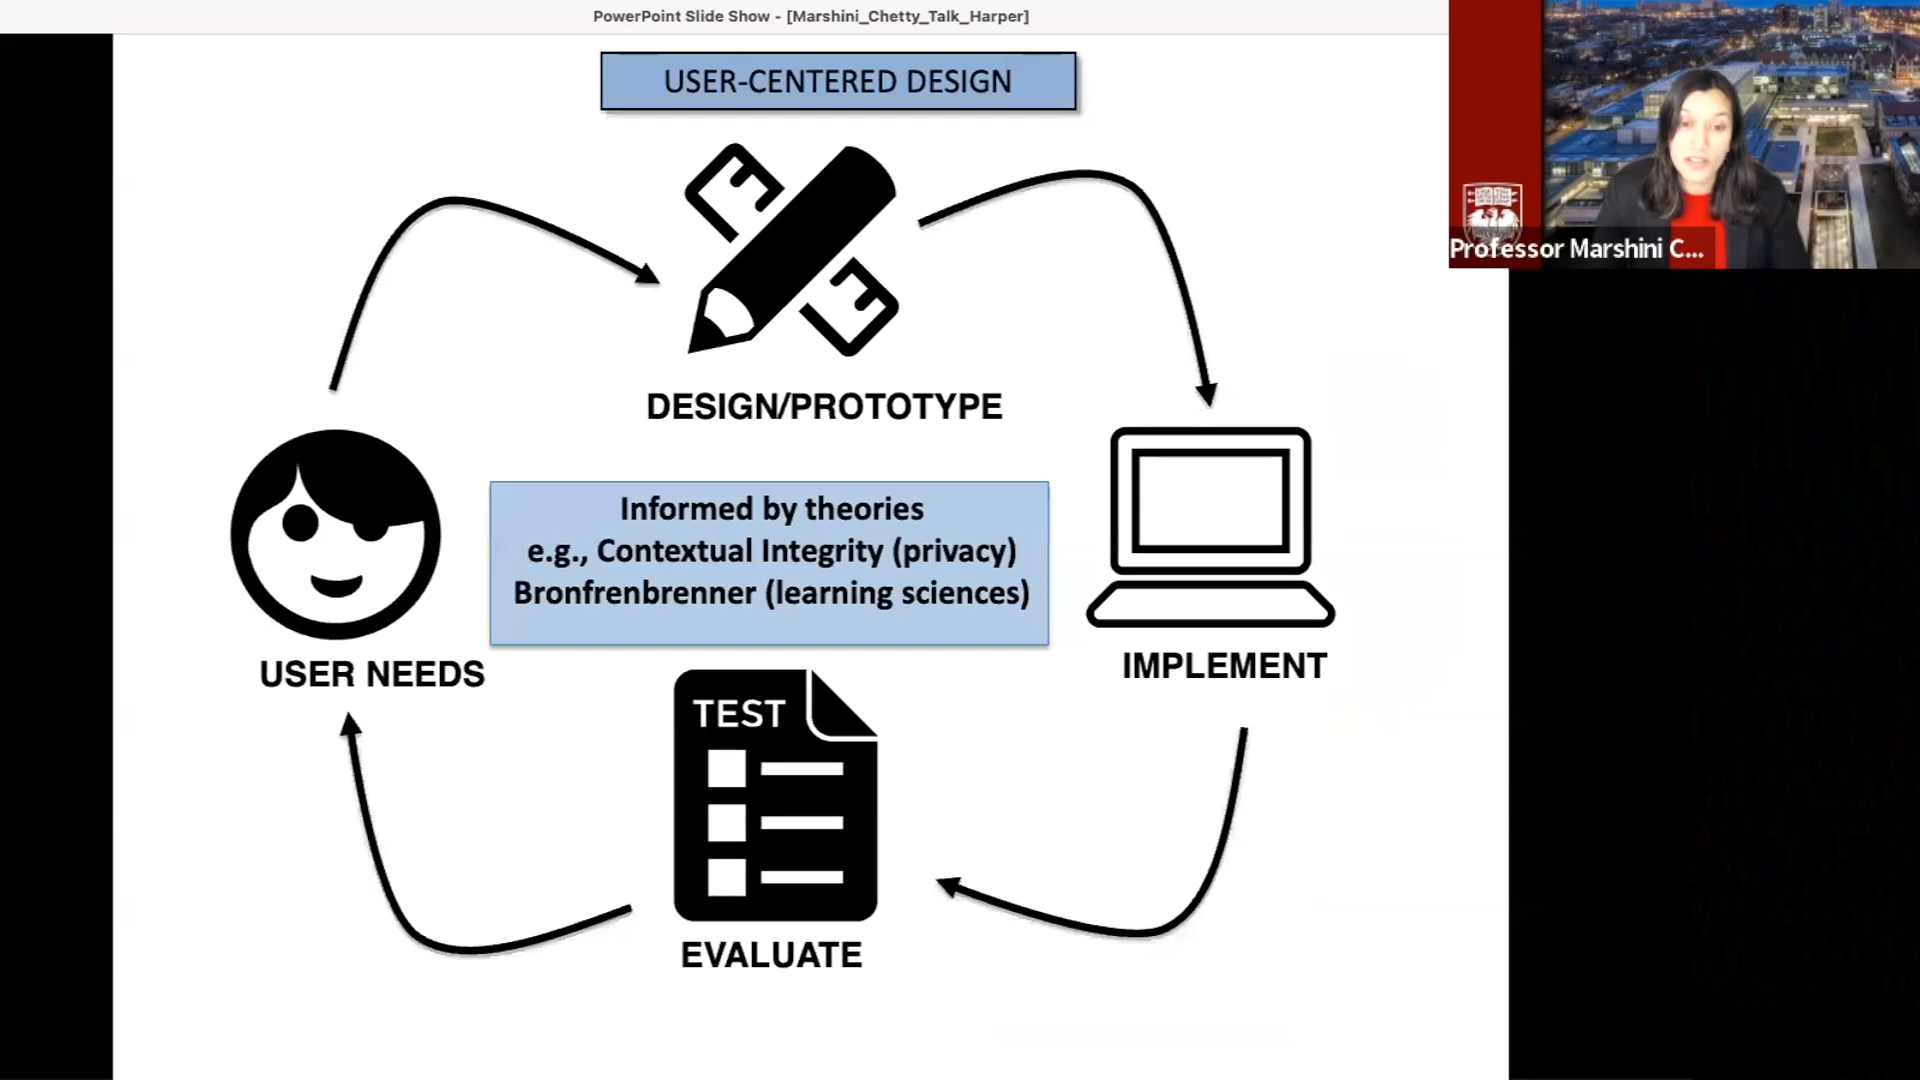 PowerPoint Slide Show - [Marshini_Chetty_Talk_Harper]
USER-CENTERED DESIGN
Professor Marshini C...
DESIGN/PROTOTYPE
Informed by theories
e.g., Contextual Integrity (privacy)
Bronfrenbrenner (learning sciences)
USER NEEDS
IMPLEMENT
TEST
EVALUATE